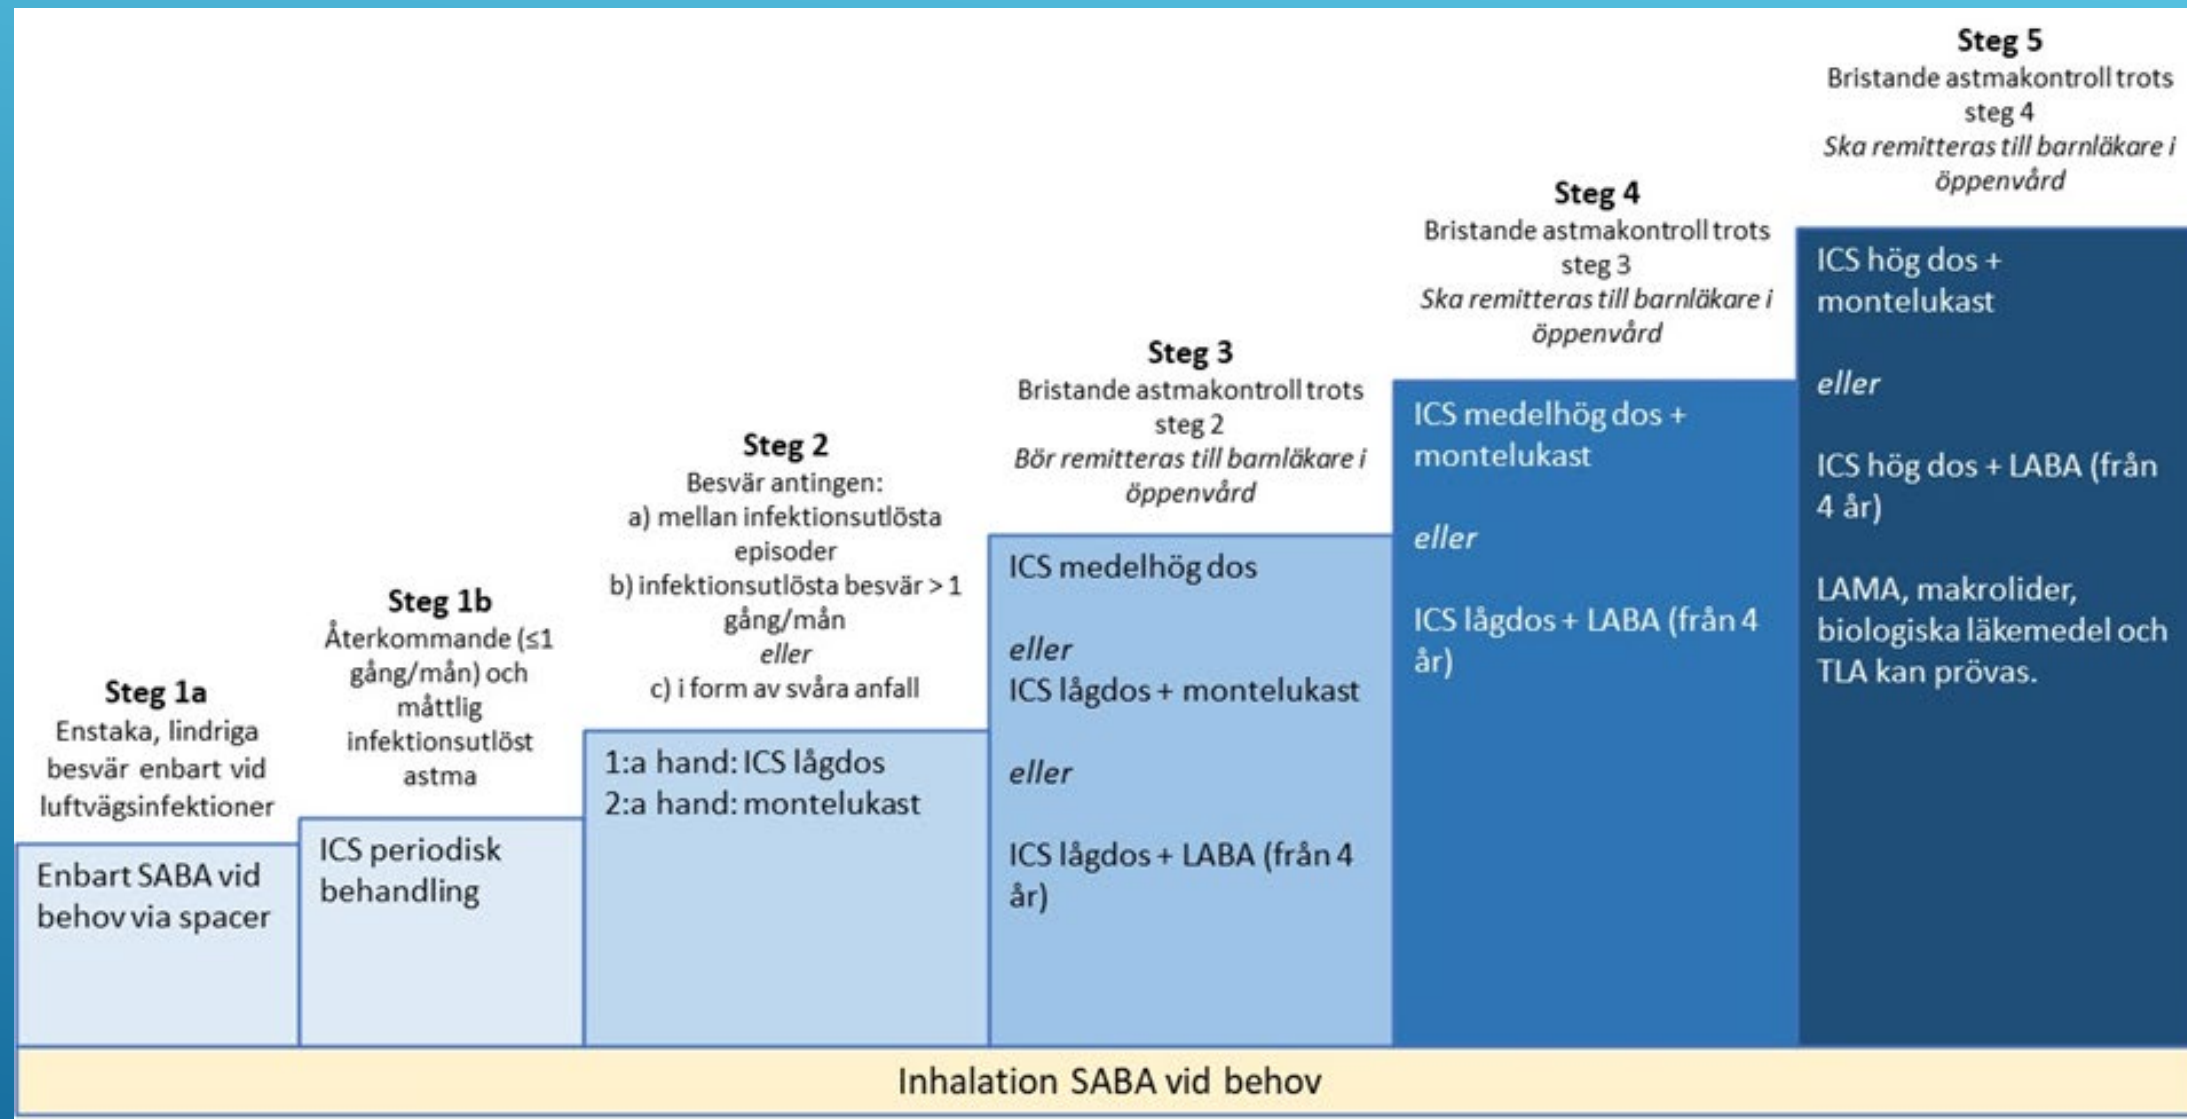 Steg 1a
Enstaka, lindriga
besvär enbart vid
luftvägsinfektioner
Enbart SABA vid
behov via spacer
Steg 1b
Återkommande (≤1
gång/mån) och
måttlig
infektionsutlöst
astma
ICS periodisk
behandling
Steg 2
Besvär antingen:
a) mellan infektionsutlösta
episoder
b) infektionsutlösta besvär > 1
gång/mån
eller
c) i form av svåra anfall
1:a hand: ICS lågdos
2:a hand: montelukast
Steg 3
Bristande astmakontroll trots
steg 2
Bör remitteras till barnläkare i
öppenvård
ICS medelhög dos
eller
ICS lågdos + montelukast
eller
ICS lågdos + LABA (från 4
år)
Steg 4
Bristande astmakontroll trots
steg 3
Ska remitteras till barnläkare i
öppenvård
ICS medelhög dos +
montelukast
eller
ICS lågdos + LABA (från 4
år)
Steg 5
Bristande astmakontroll trots
steg 4
Ska remitteras till barnläkare i
öppenvård
ICS hög dos +
montelukast
eller
ICS hög dos + LABA (från
4 år)
LAMA, makrolider,
biologiska läkemedel och
TLA kan prövas.
Inhalation SABA vid behov